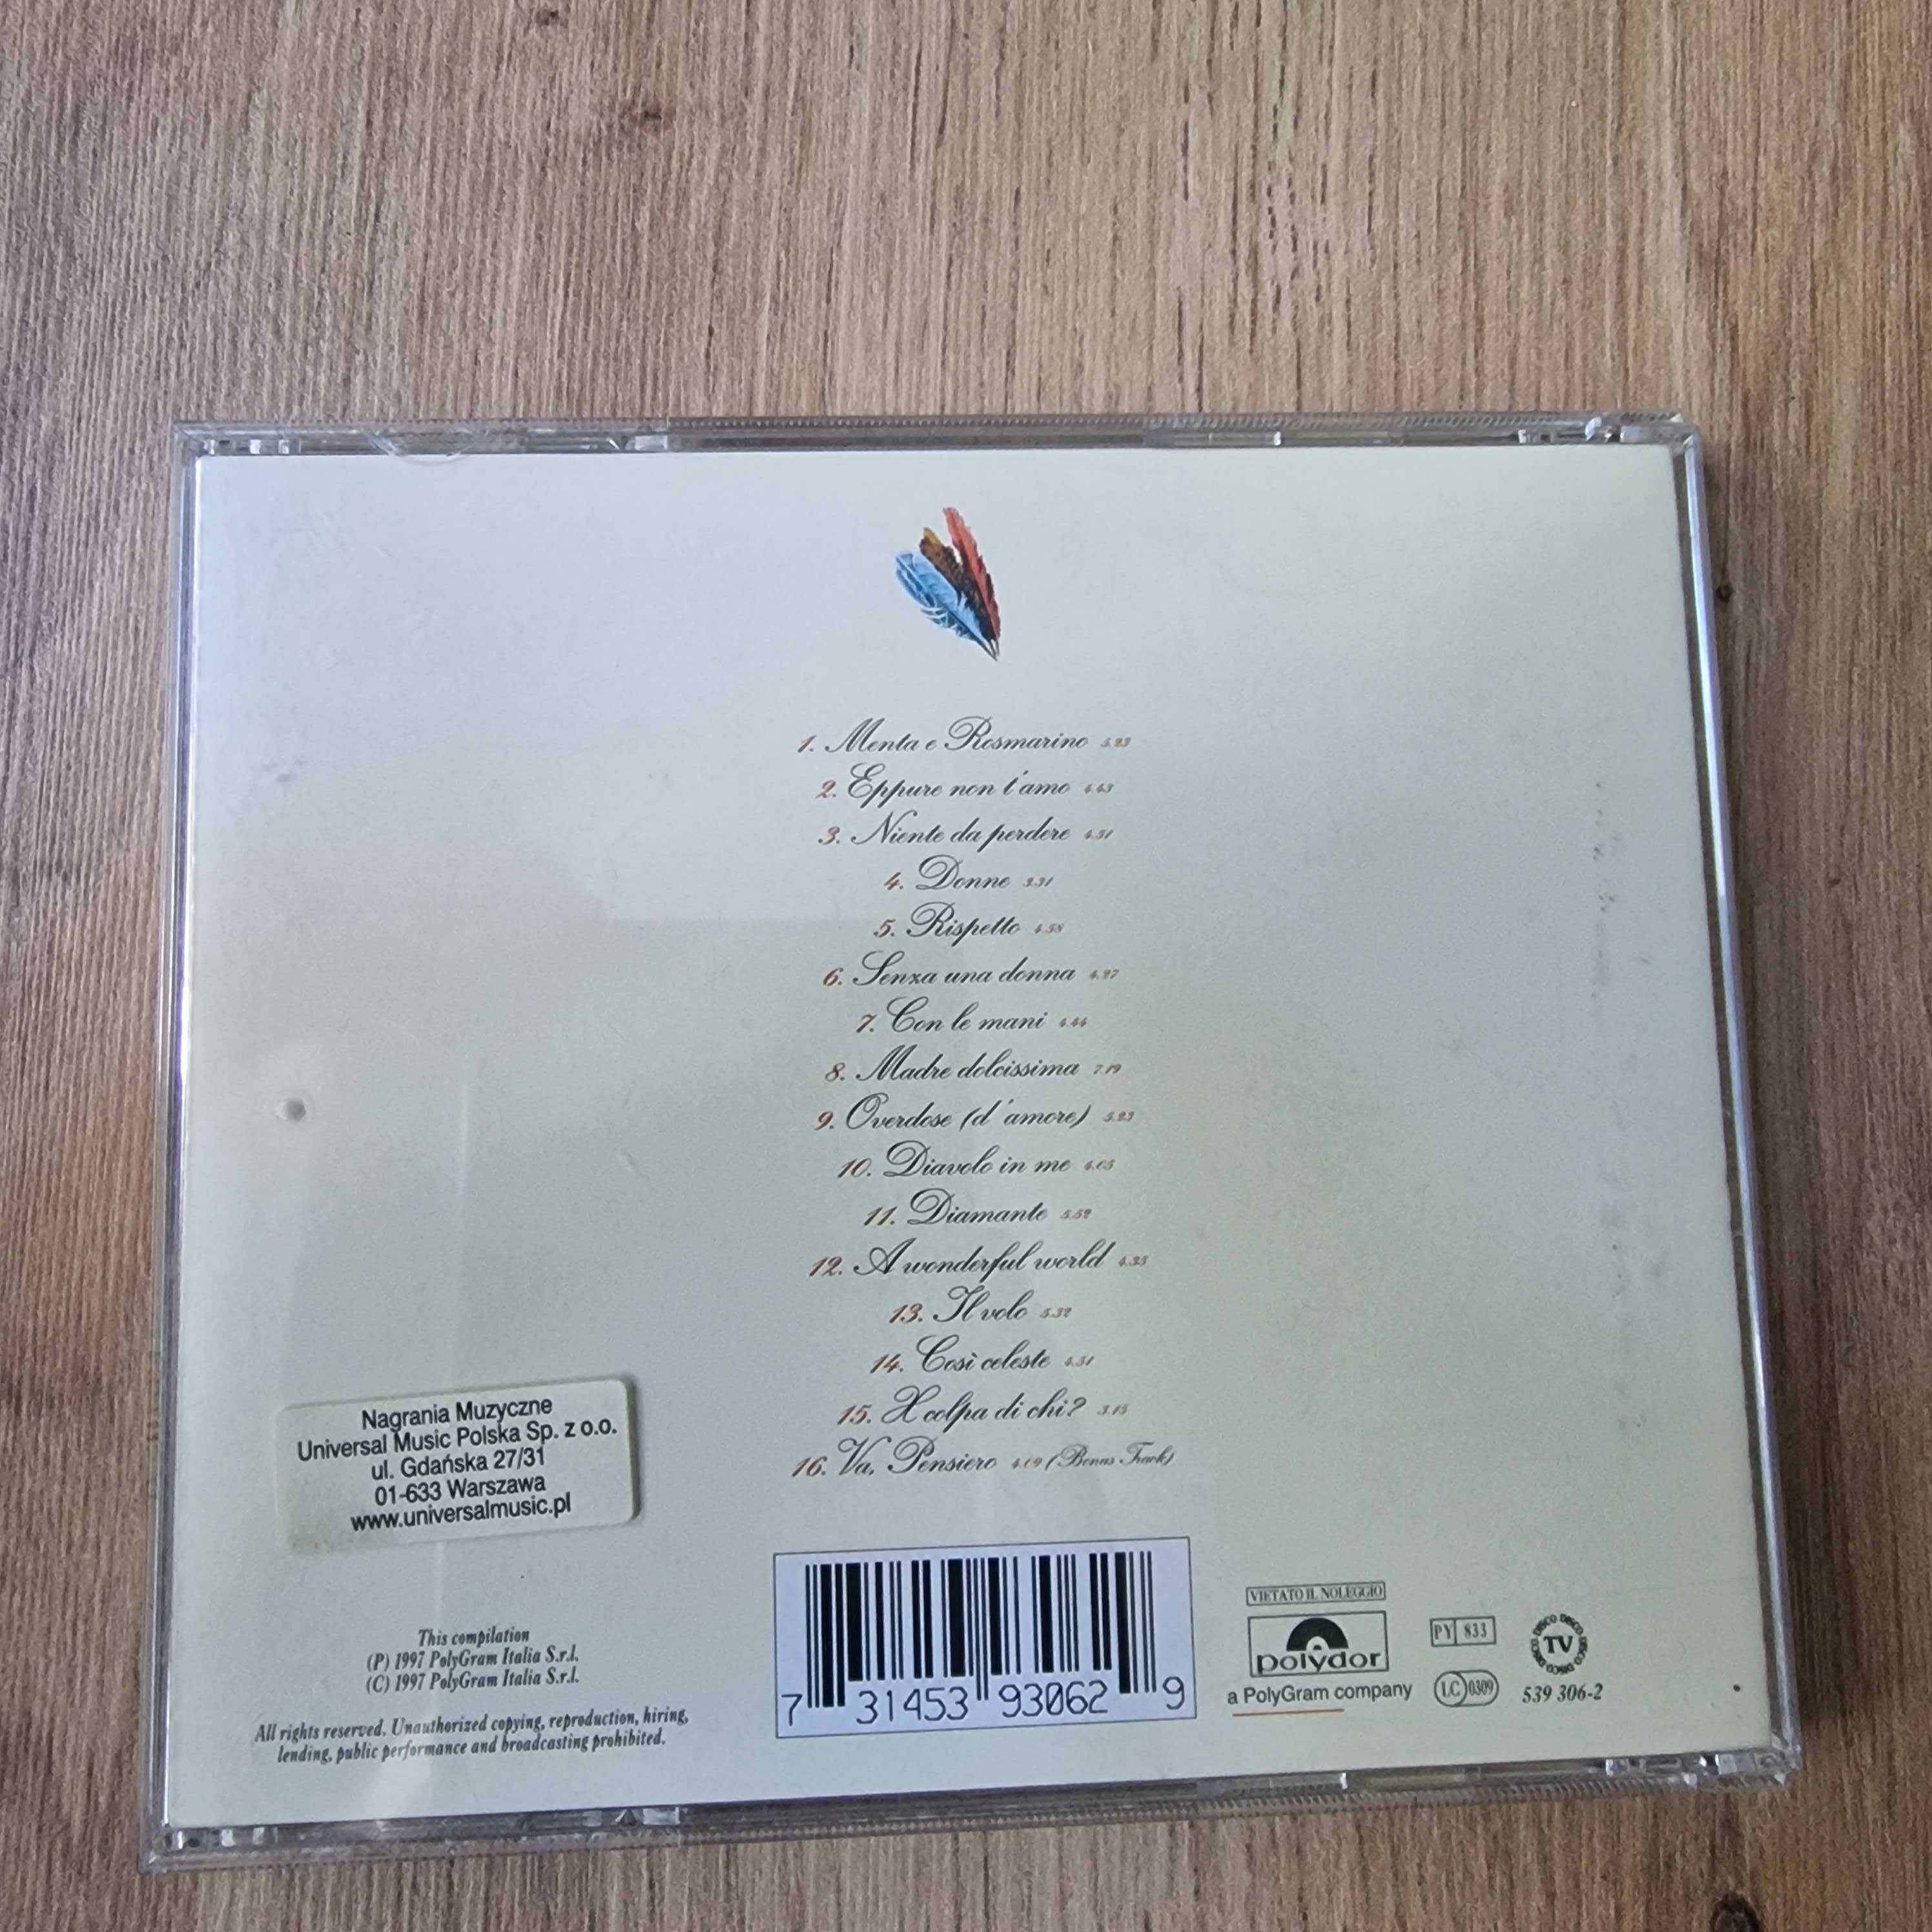 1. Menta e Rosmarino 5.23
2. Eppure non t'amo 4.43
3. Niente da perdere 4.51
4. Donne 3.31
5. Rispetto 4.58
6. Senza una donna 4.27
7. Con le mani 4.44
8. Madre dolcissima 7.19
9. Overdose (d'amore) 5.23
10. Diavolo in me 4.05
11. Diamante 5.52
12. A wonderful world 4.35
13. Il volo 5.32
14. Così celeste 4.51
15. X colpa di chi? 3.15
16. Va, Pensiero 4.09 (Bonus Track)
Nagrania Muzyczne
Universal Music Polska Sp. z o.o.
ul. Gdańska 27/31
01-633 Warszawa
www.universalmusic.pl
This compilation
(P) 1997 PolyGram Italia S.r.l.
(C) 1997 PolyGram Italia S.r.l.
All rights reserved. Unauthorized copying, reproduction, hiring,
lending, public performance and broadcasting prohibited.
7 31453 93062 9
VIETATO IL NOLEGGIO
polydor
a PolyGram company
PY 833
LC 0309
DISCO DISCO DISCO DISCO
TV
539 306-2